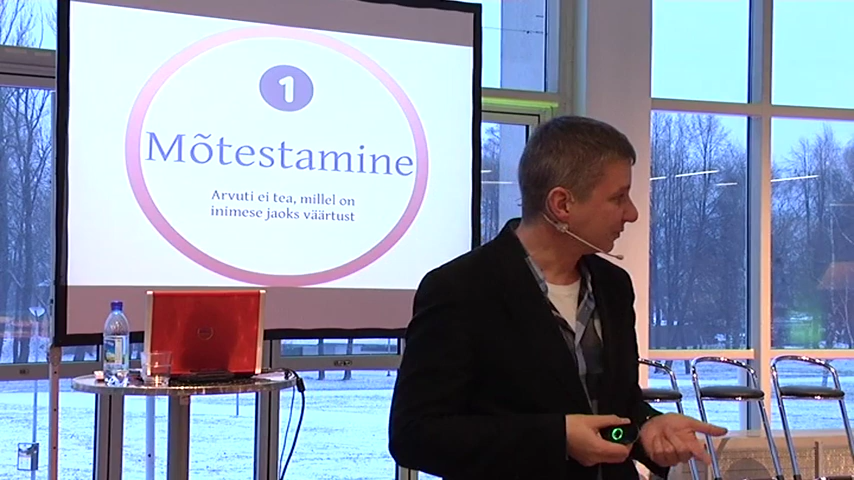 1
Mõtestamine
Arvuti ei tea, millel on
inimese jaoks väärtust